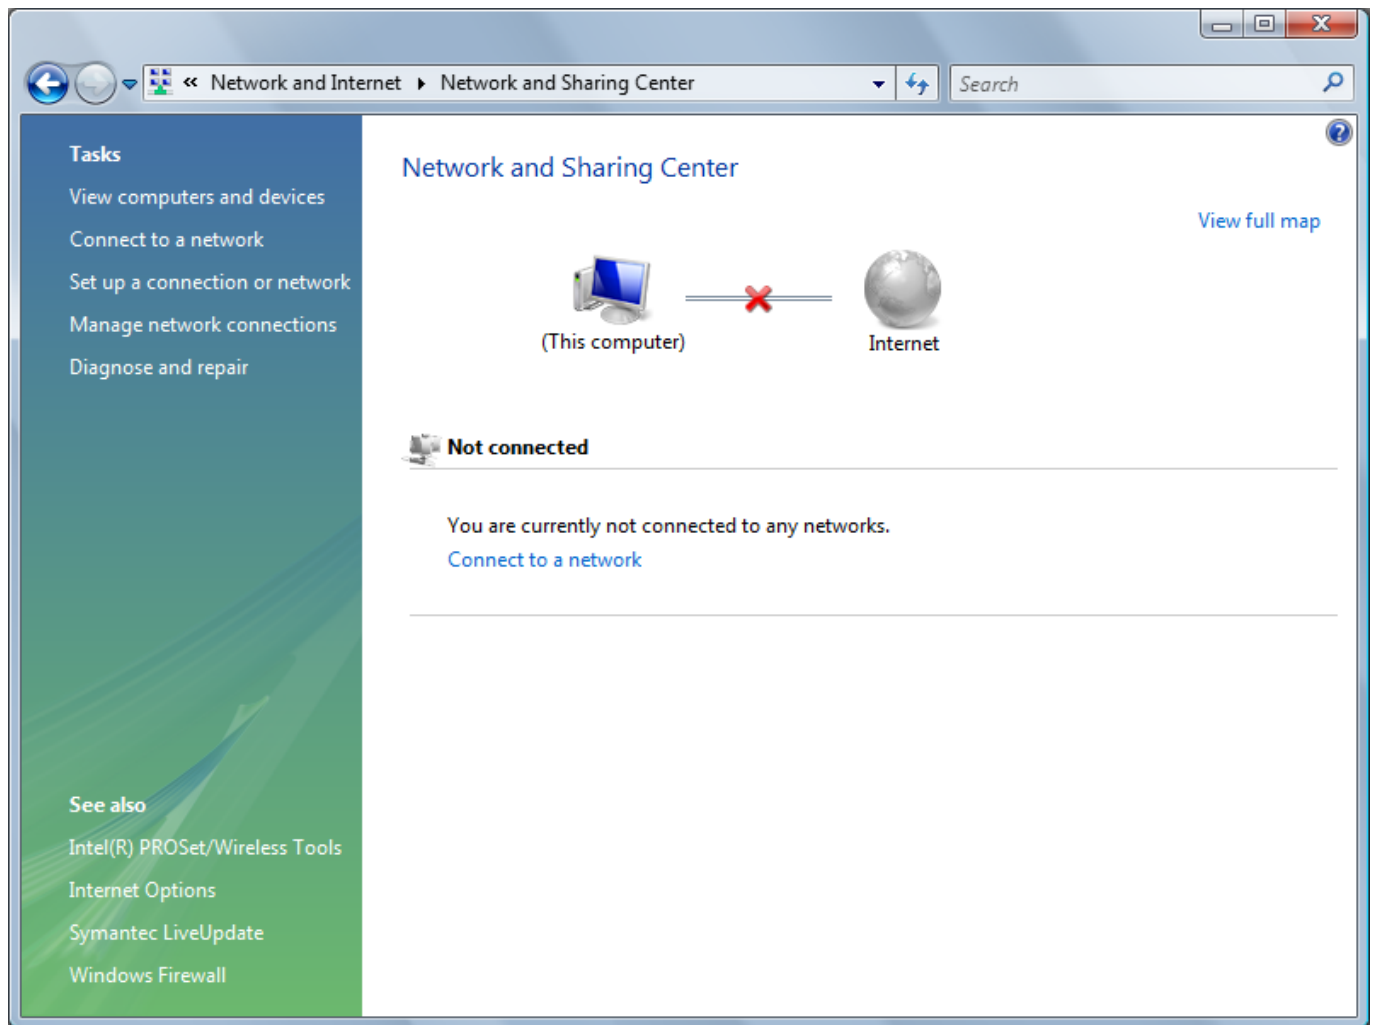 « Network and Internet ▸ Network and Sharing Center
Search
Tasks
View computers and devices
Connect to a network
Set up a connection or network
Manage network connections
Diagnose and repair
See also
Intel(R) PROSet/Wireless Tools
Internet Options
Symantec LiveUpdate
Windows Firewall
Network and Sharing Center
View full map
(This computer)
Internet
Not connected
You are currently not connected to any networks.
Connect to a network